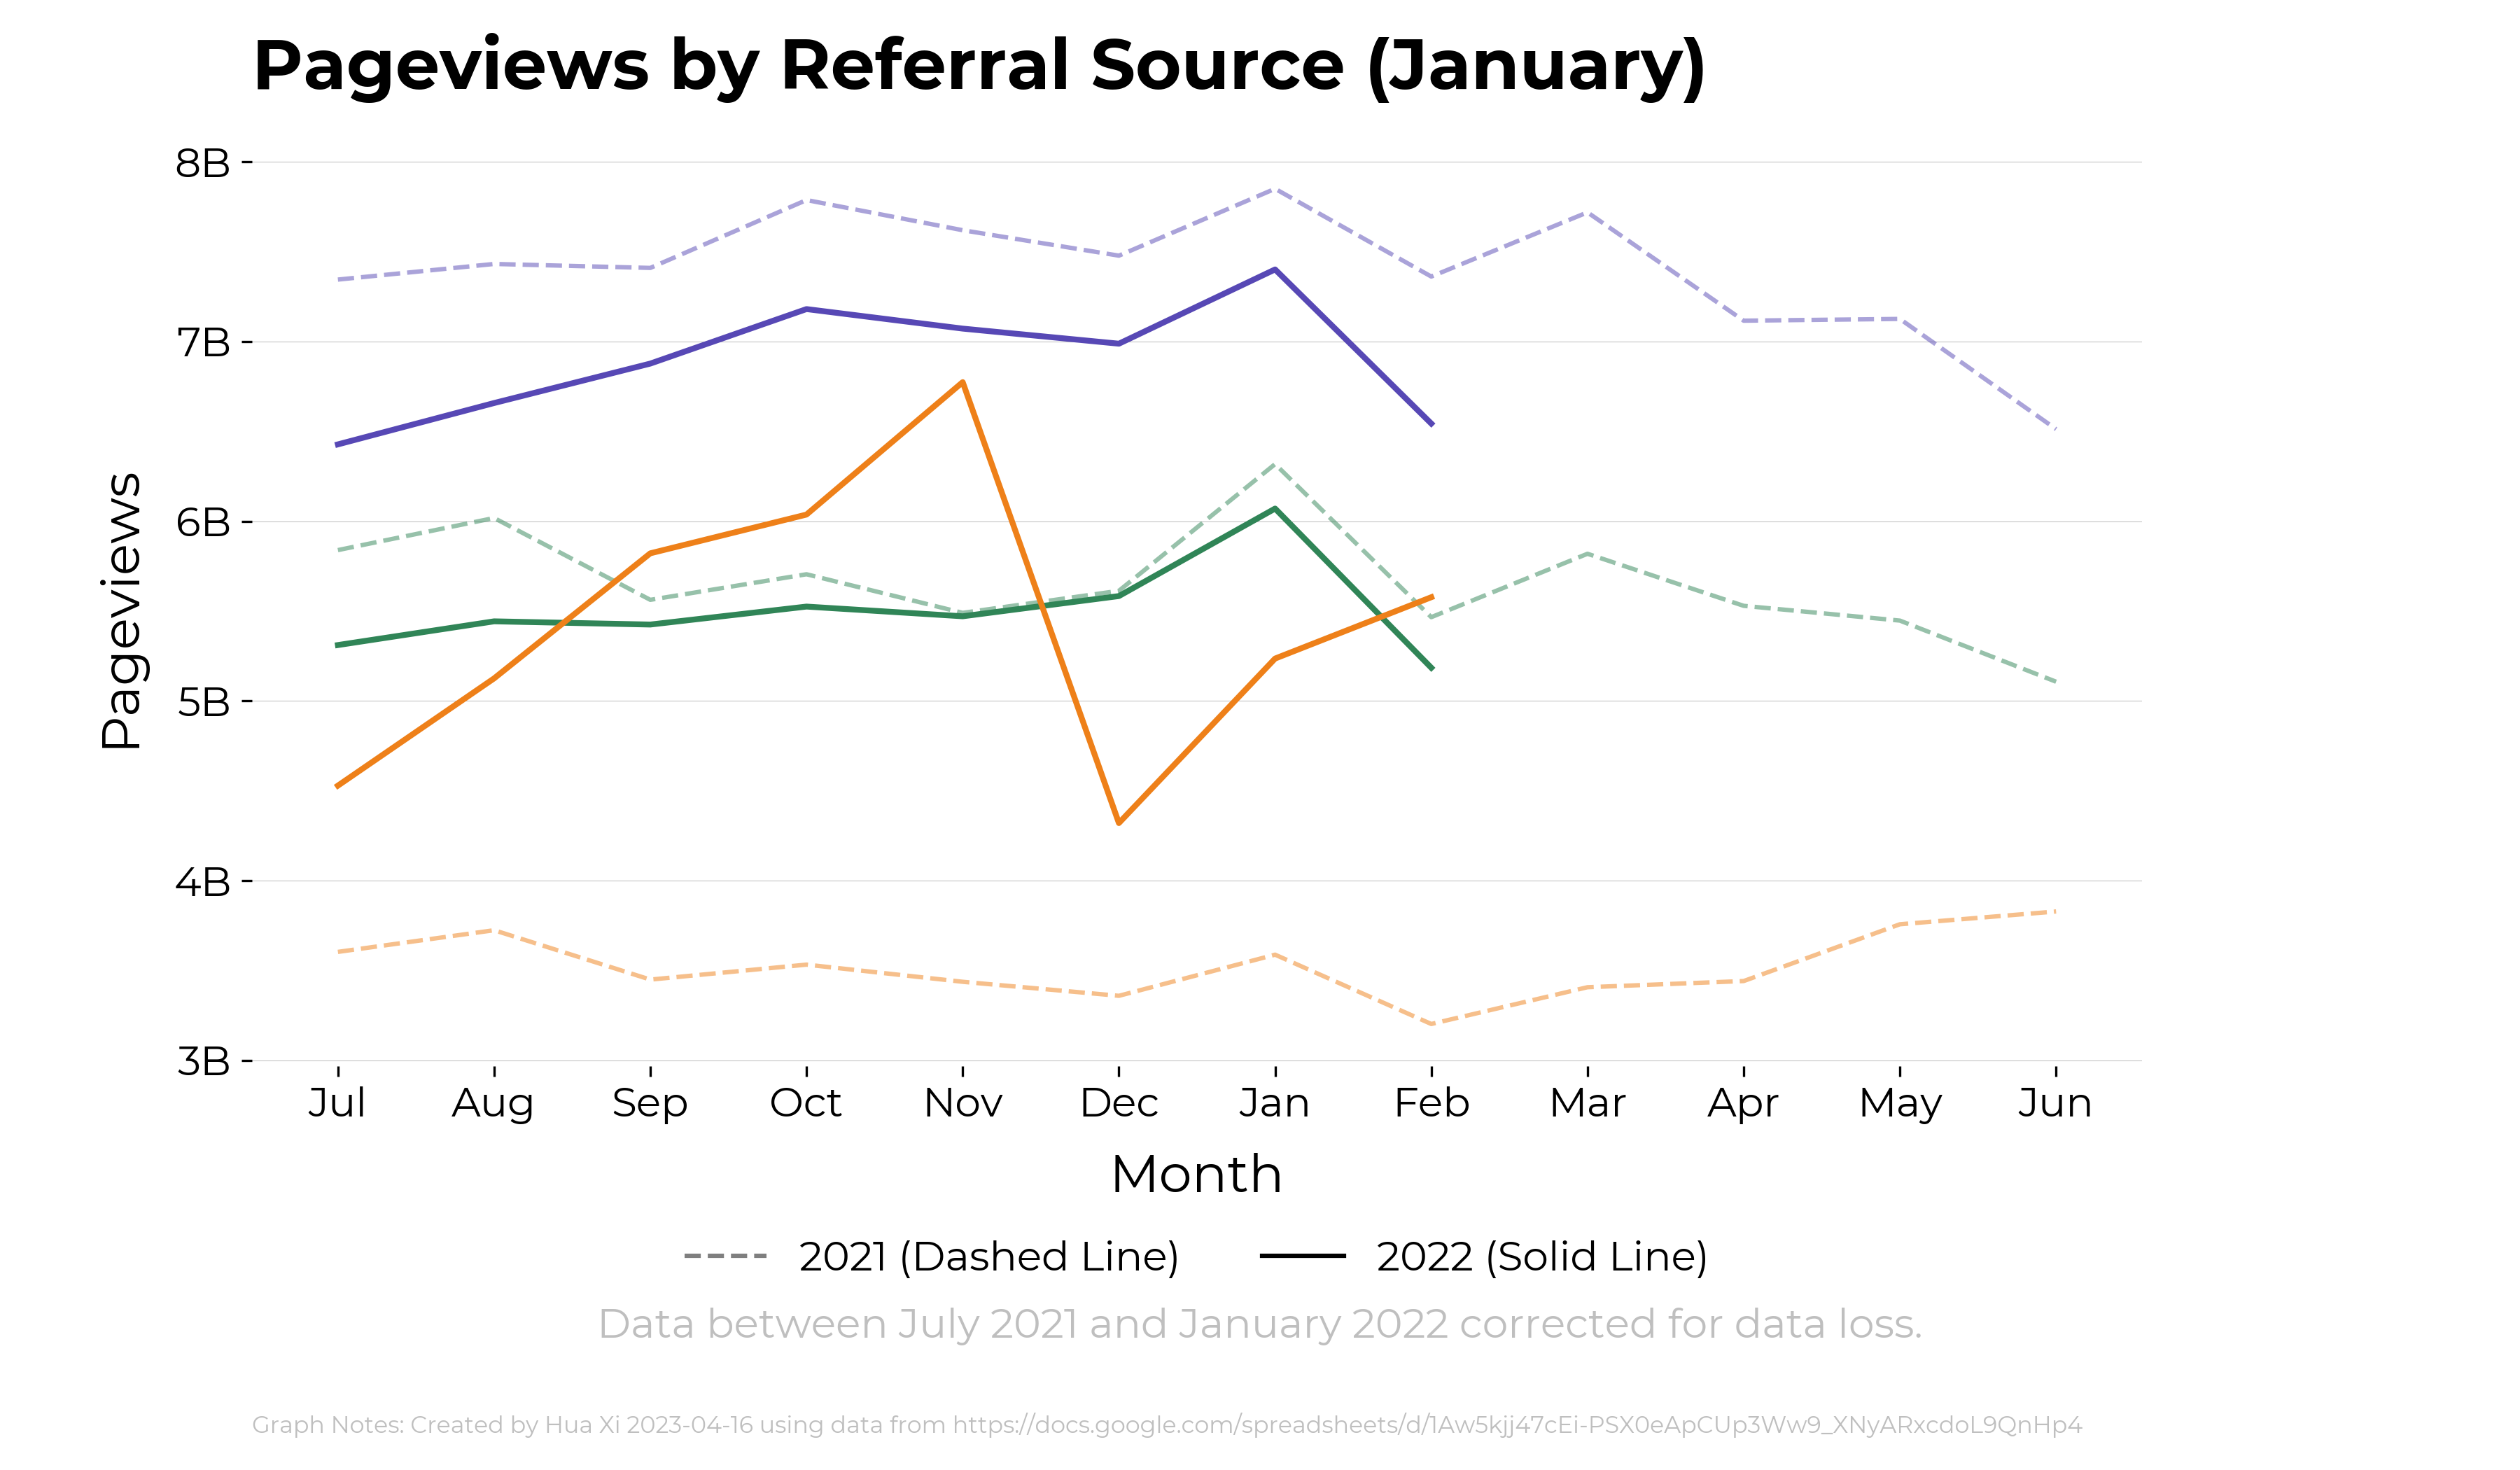 Pageviews by Referral Source (January)
8B
7B
6B
5B
4B
3B
Pageviews
Jul Aug Sep Oct Nov Dec Jan Feb Mar Apr May Jun
Month
2021 (Dashed Line) 2022 (Solid Line)
Data between July 2021 and January 2022 corrected for data loss.
Graph Notes: Created by Hua Xi 2023-04-16 using data from https://docs.google.com/spreadsheets/d/1Aw5kjj47cEi-PSX0eApCUp3Ww9_XNyARxcdoL9QnHp4